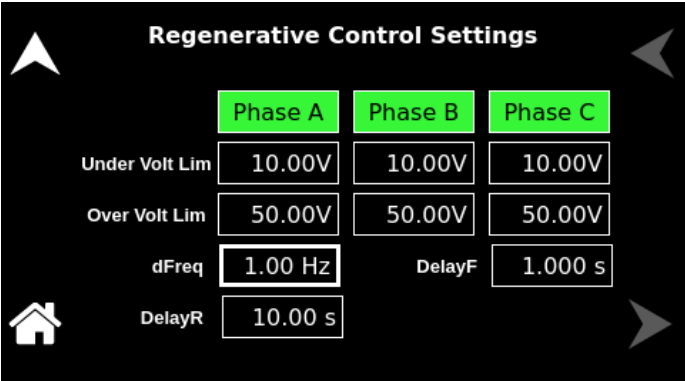 Regenerative Control Settings
Phase A Phase B Phase C
Under Volt Lim 10.00V 10.00V 10.00V
Over Volt Lim 50.00V 50.00V 50.00V
dFreq 1.00 Hz DelayF 1.000 s
DelayR 10.00 s